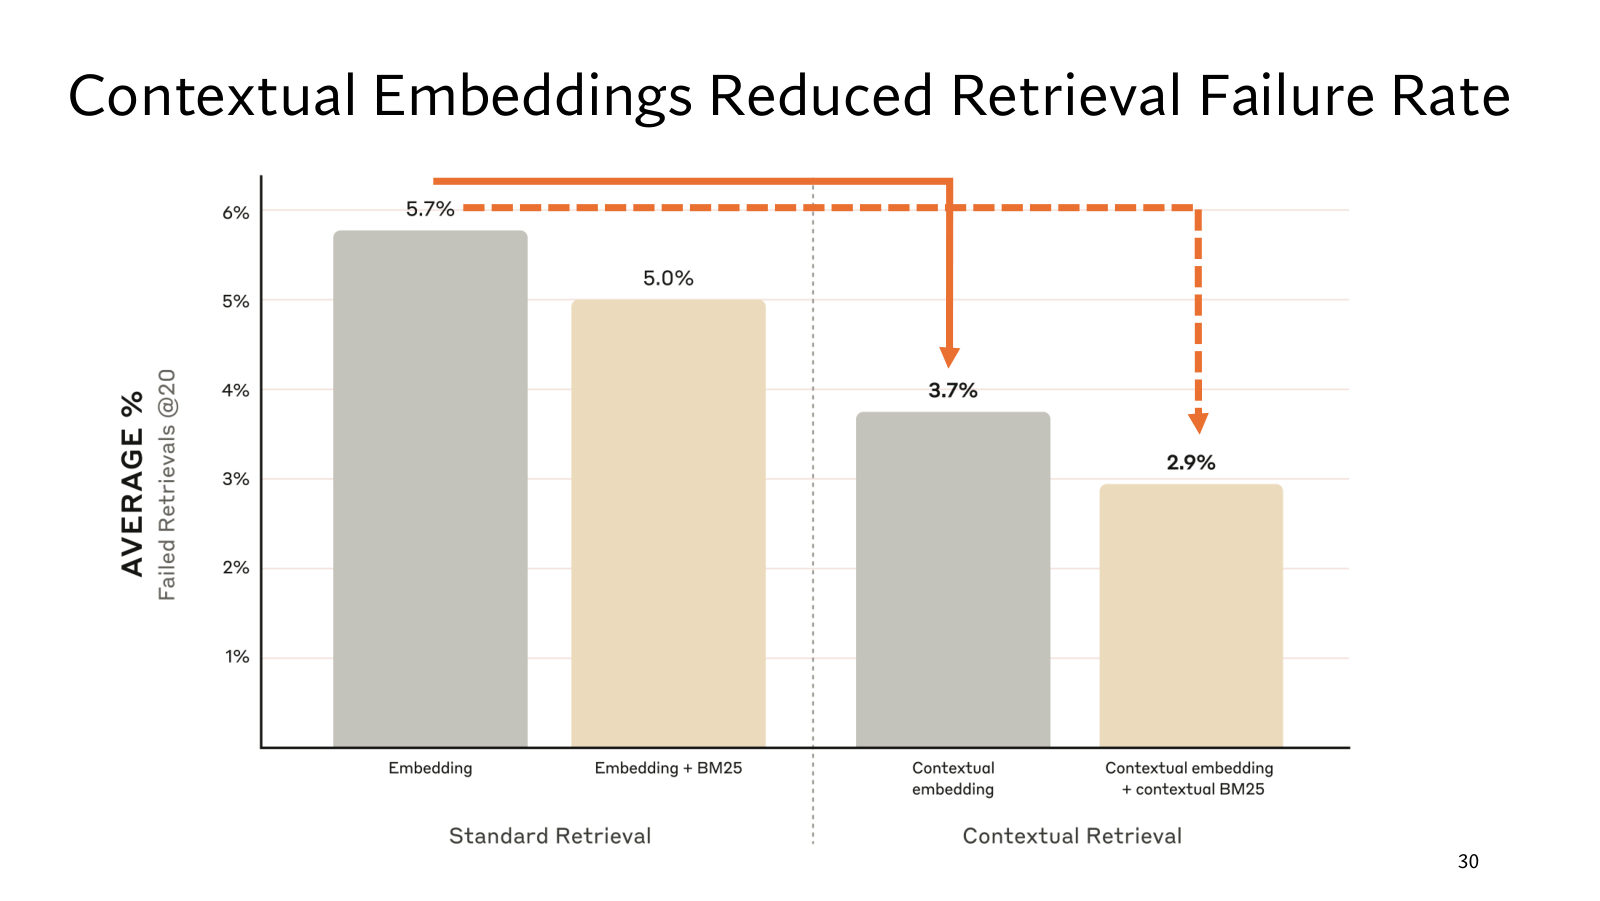 Contextual Embeddings Reduced Retrieval Failure Rate
AVERAGE %
Failed Retrievals @20
6%
5%
4%
3%
2%
1%
5.7%
5.0%
3.7%
2.9%
Embedding
Embedding + BM25
Contextual
embedding
Contextual embedding
+ contextual BM25
Standard Retrieval
Contextual Retrieval
30